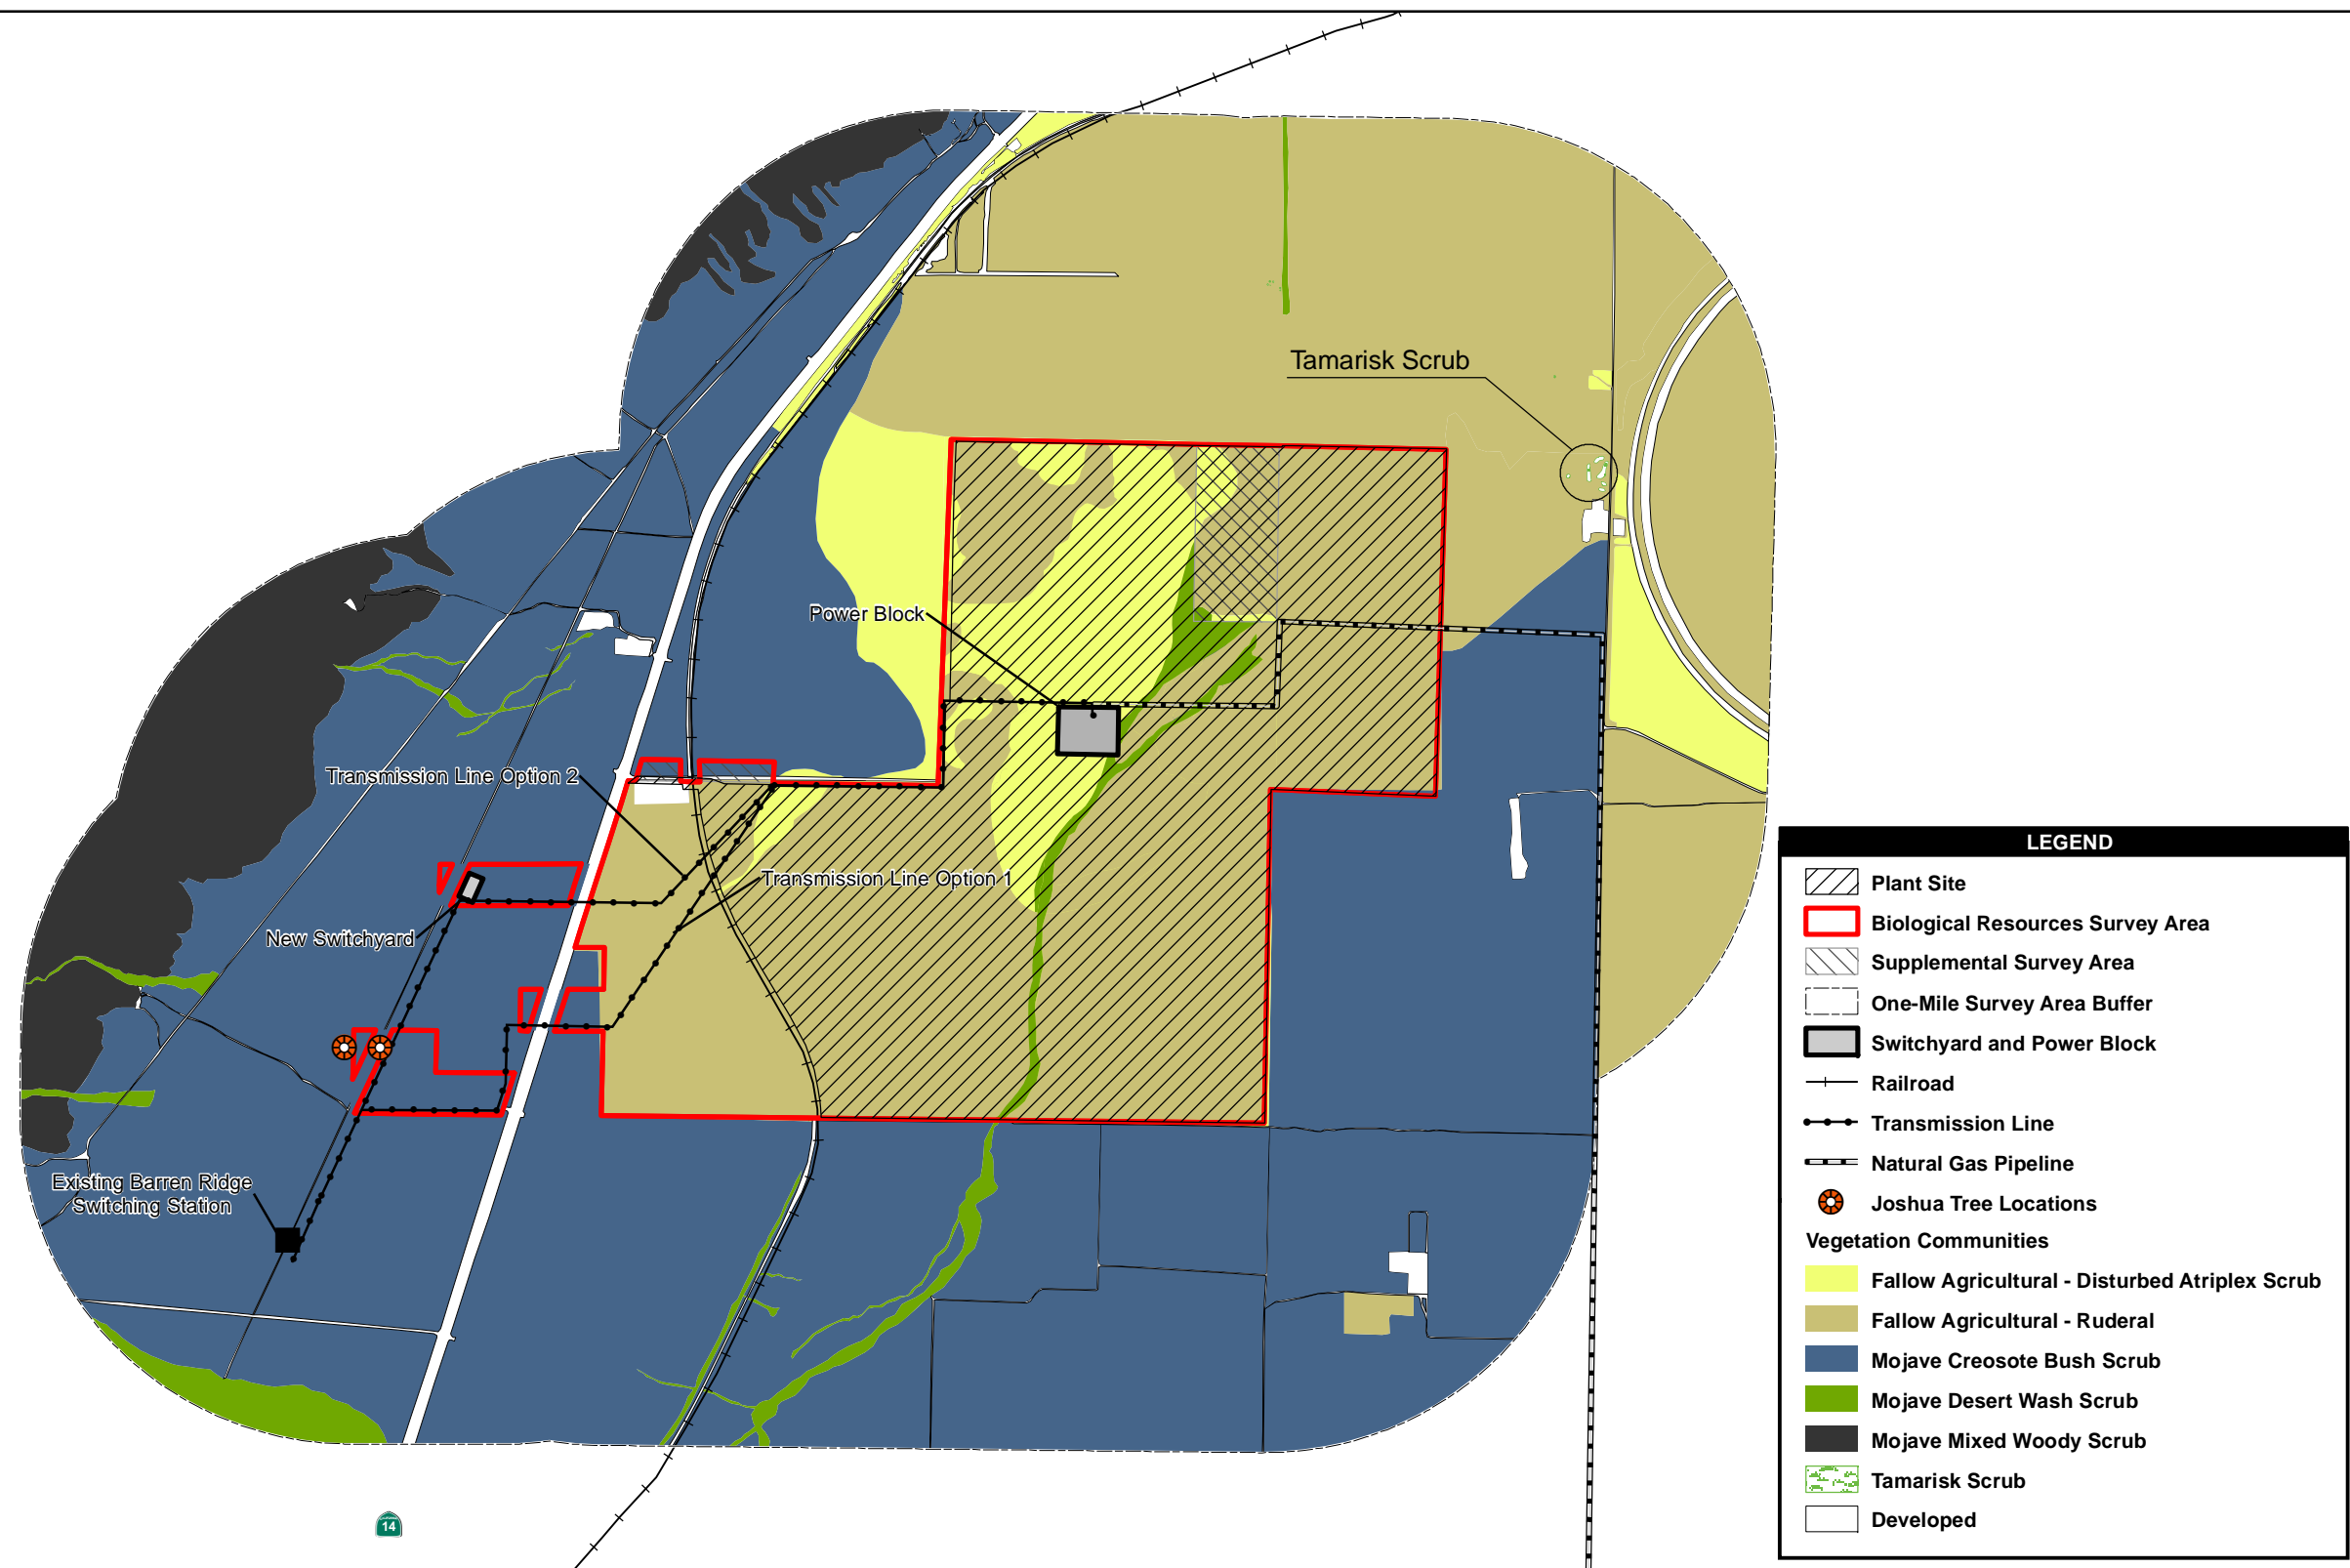 Tamarisk Scrub
Power Block
Transmission Line Option 2
Transmission Line Option 1
New Switchyard
Existing Barren Ridge
Switching Station
14
LEGEND
Plant Site
Biological Resources Survey Area
Supplemental Survey Area
One-Mile Survey Area Buffer
Switchyard and Power Block
Railroad
Transmission Line
Natural Gas Pipeline
Joshua Tree Locations
Vegetation Communities
Fallow Agricultural - Disturbed Atriplex Scrub
Fallow Agricultural - Ruderal
Mojave Creosote Bush Scrub
Mojave Desert Wash Scrub
Mojave Mixed Woody Scrub
Tamarisk Scrub
Developed